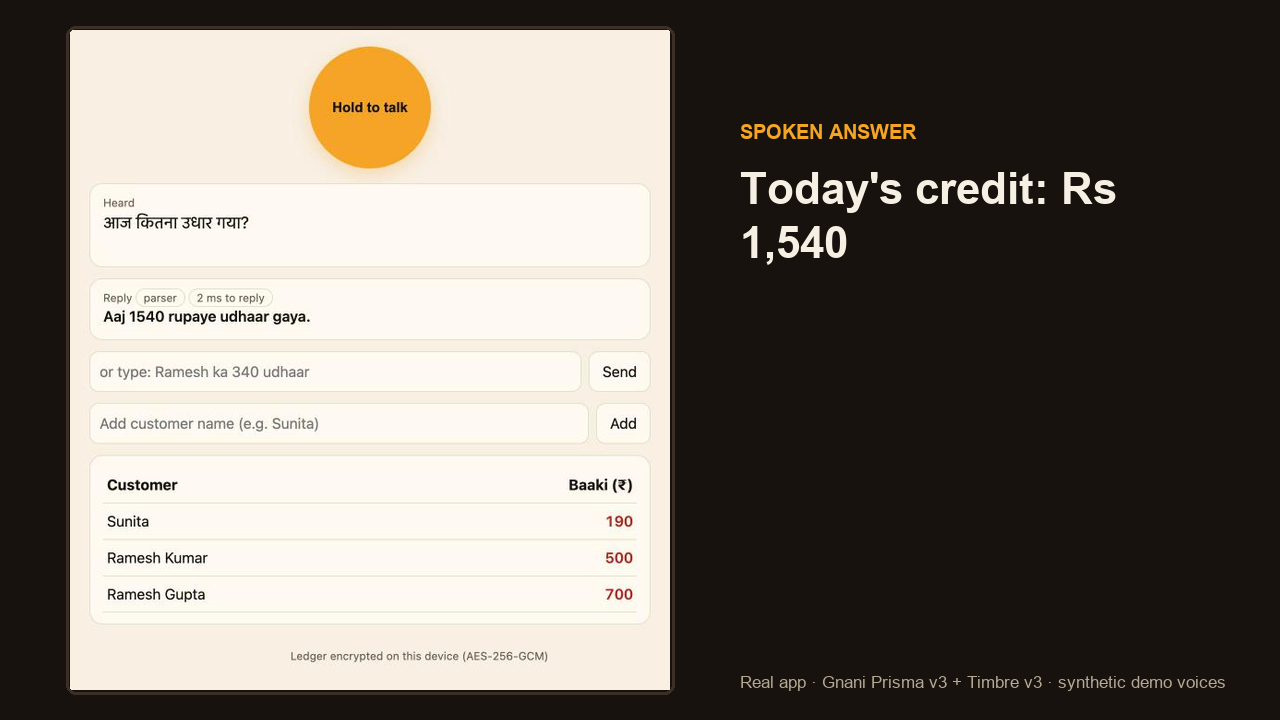 Hold to talk
Heard
आज कितना उधार गया?
Reply parser 2 ms to reply
Aaj 1540 rupaye udhaar gaya.
or type: Ramesh ka 340 udhaar Send
Add customer name (e.g. Sunita) Add
Customer Baaki (₹)
Sunita 190
Ramesh Kumar 500
Ramesh Gupta 700
Ledger encrypted on this device (AES-256-GCM)
SPOKEN ANSWER
Today's credit: Rs
1,540
Real app · Gnani Prisma v3 + Timbre v3 · synthetic demo voices